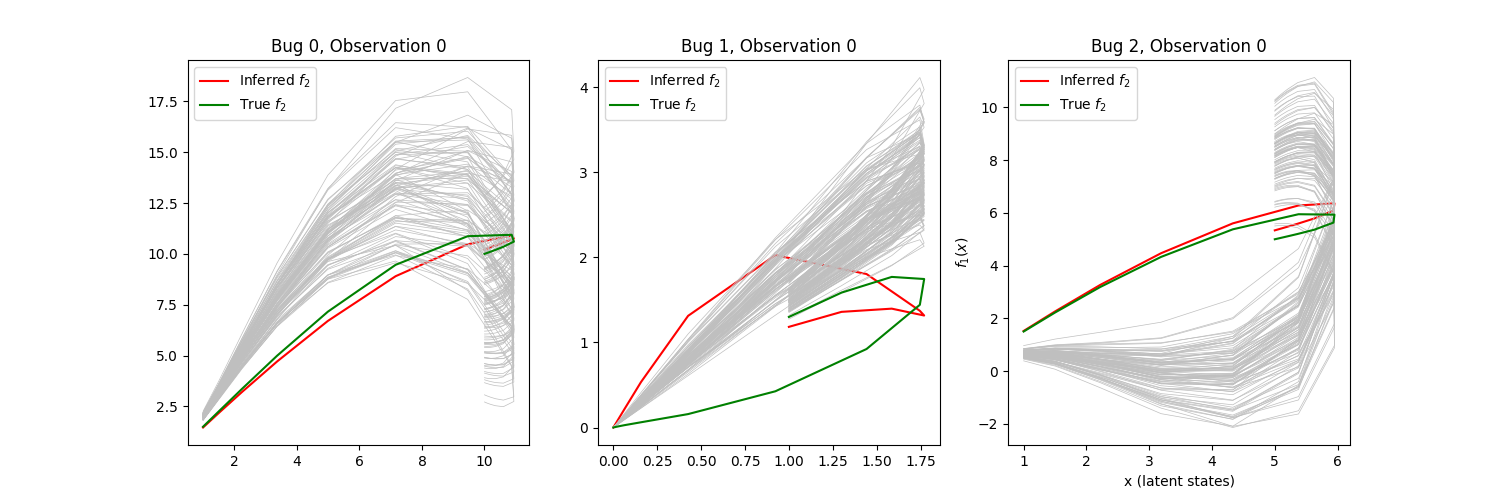 Bug 0, Observation 0
Inferred f₂
True f₂
17.5
15.0
12.5
10.0
7.5
5.0
2.5
2 4 6 8 10
Bug 1, Observation 0
Inferred f₂
True f₂
4
3
2
1
0
0.00 0.25 0.50 0.75 1.00 1.25 1.50 1.75
Bug 2, Observation 0
Inferred f₂
True f₂
f₁(x)
10
8
6
4
2
0
−2
1 2 3 4 5 6
x (latent states)